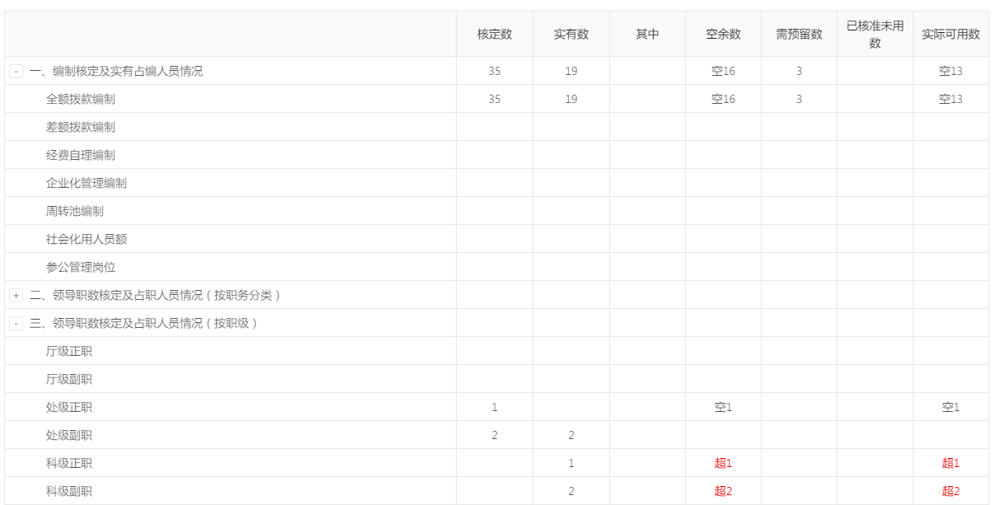 核定数 实有数 其中 空余数 需预留数 已核准未用数 实际可用数
- 一、编制核定及实有占编人员情况 35 19 空16 3 空13
全额拨款编制 35 19 空16 3 空13
差额拨款编制
经费自理编制
企业化管理编制
周转池编制
社会化用人员额
参公管理岗位
+ 二、领导职数核定及占职人员情况（按职务分类）
- 三、领导职数核定及占职人员情况（按职级）
厅级正职
厅级副职
处级正职 1 空1 空1
处级副职 2 2
科级正职 1 超1 超1
科级副职 2 超2 超2